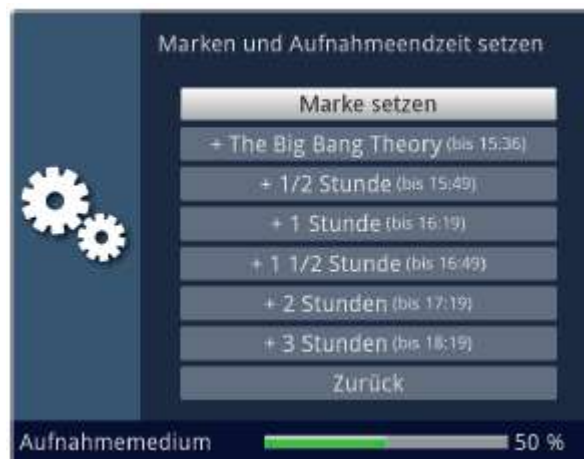 Marken und Aufnahmeendzeit setzen
Marke setzen
+ The Big Bang Theory (bis 15:36)
+ 1/2 Stunde (bis 15:49)
+ 1 Stunde (bis 16:19)
+ 1 1/2 Stunde (bis 16:49)
+ 2 Stunden (bis 17:19)
+ 3 Stunden (bis 18:19)
Zurück
Aufnahmemedium 50 %